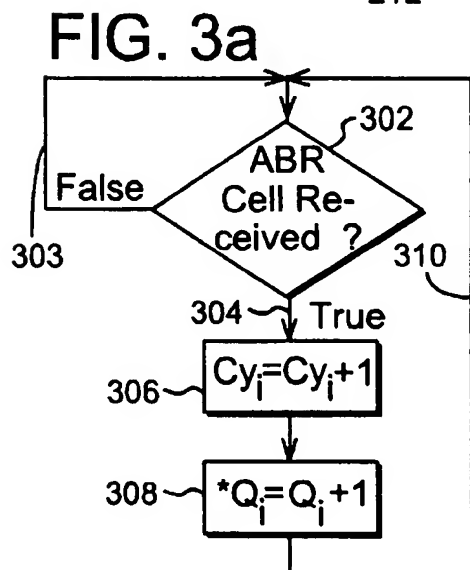 FIG. 3a
302
ABR
Cell Re-
ceived ?
False
303
310
304
True
Cyi=Cyi+1
306
*Qi=Qi+1
308